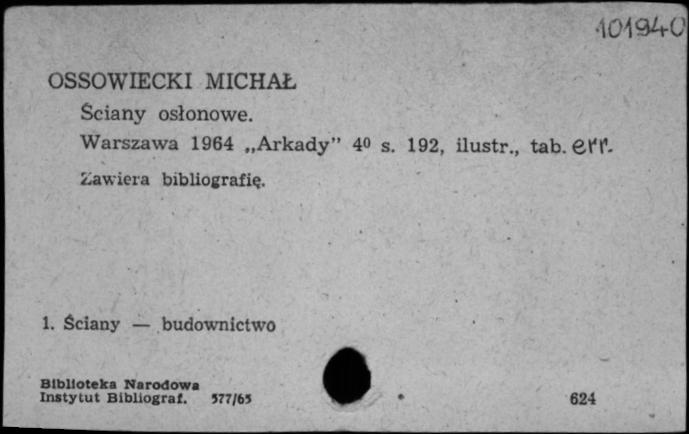 101940
OSSOWIECKI MICHAŁ
Ściany osłonowe.
Warszawa 1964 „Arkady” 4⁰ s. 192, ilustr., tab. err.
Zawiera bibliografię.
1. Ściany — budownictwo
Biblioteka Narodowa
Instytut Bibliograf. 577/65
624